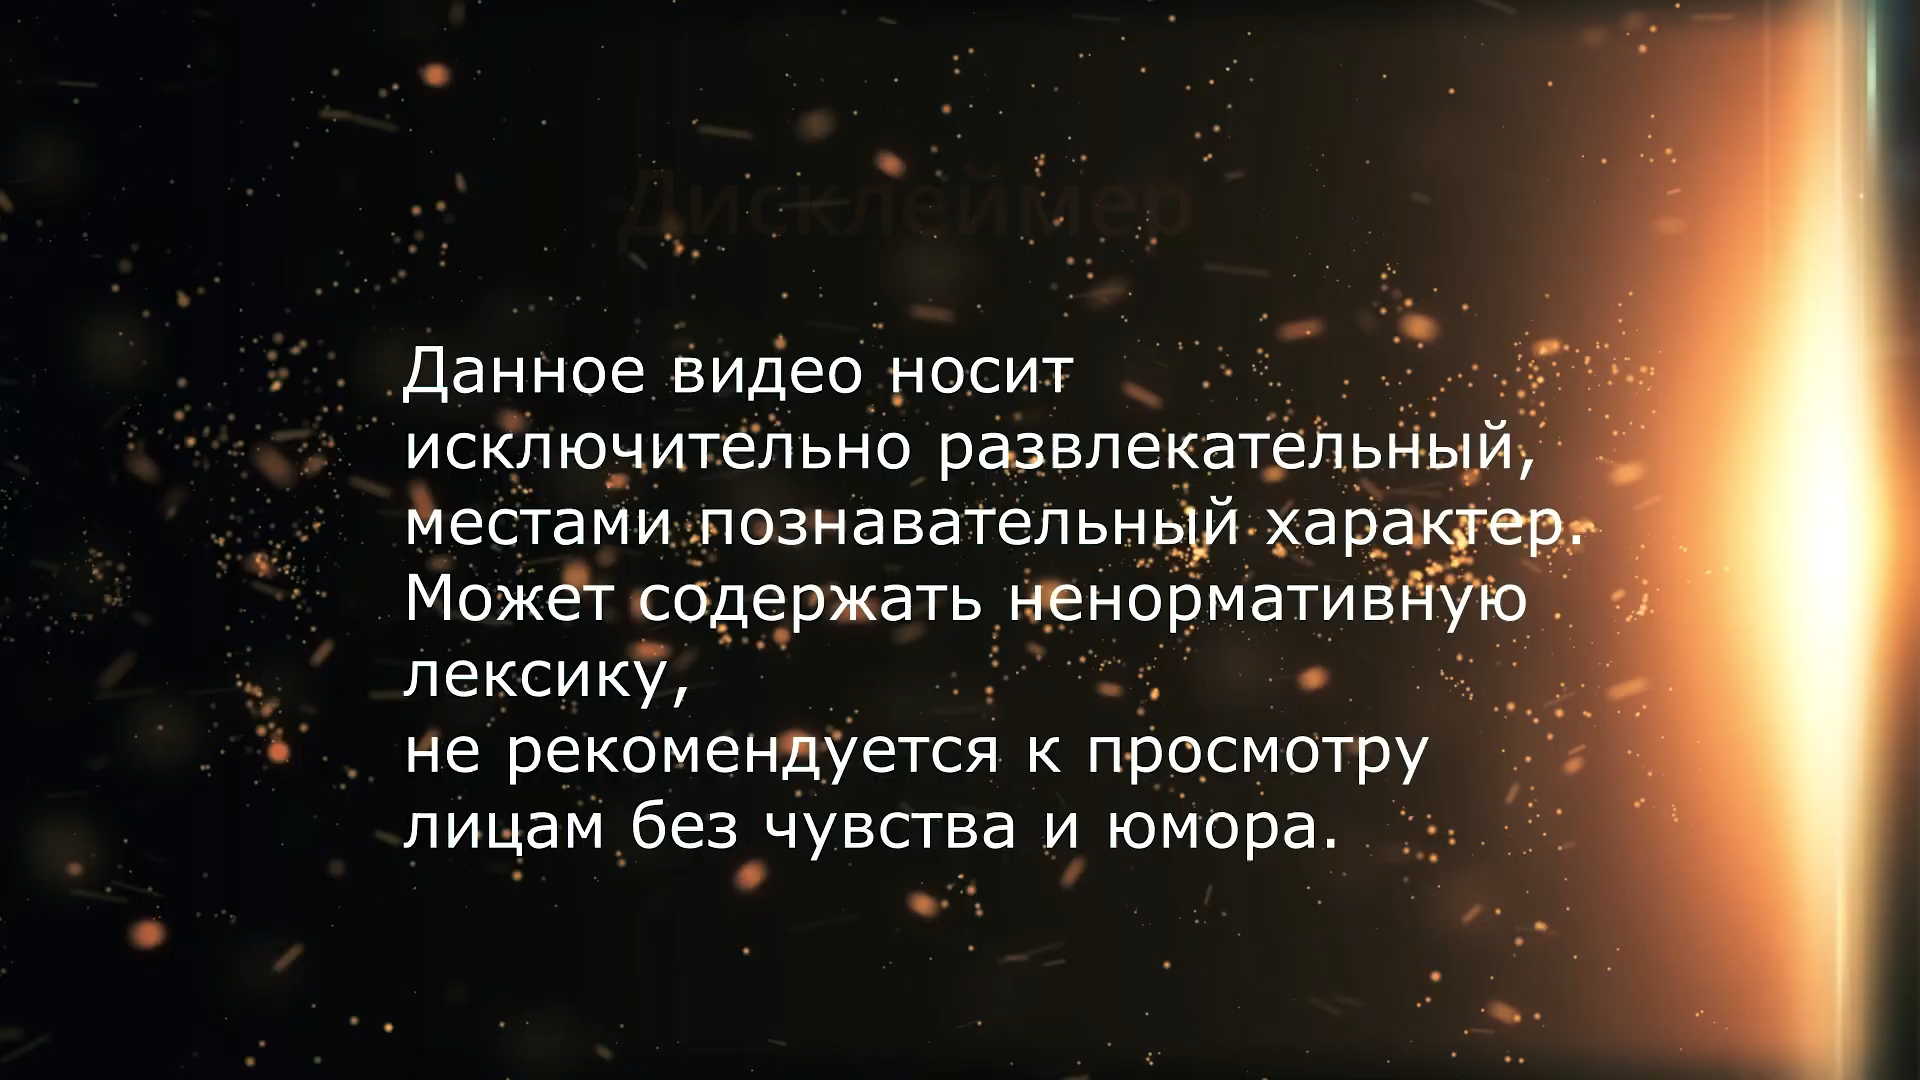 Дисклеймер
Данное видео носит
исключительно развлекательный,
местами познавательный характер.
Может содержать ненормативную
лексику,
не рекомендуется к просмотру
лицам без чувства и юмора.